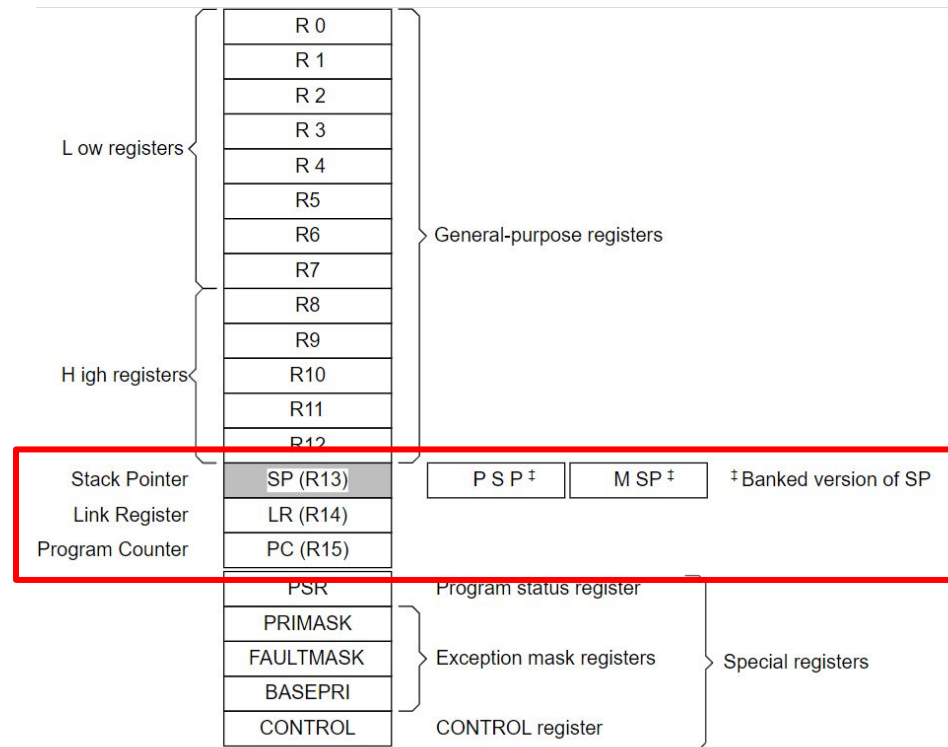 R 0
R 1
R 2
R 3
L ow registers
R 4
R5
R6
General-purpose registers
R7
R8
R9
H igh registers
R10
R11
R12
Stack Pointer SP (R13) P S P ‡ M SP ‡ ‡ Banked version of SP
Link Register LR (R14)
Program Counter PC (R15)
PSR Program status register
PRIMASK
FAULTMASK Exception mask registers Special registers
BASEPRI
CONTROL CONTROL register